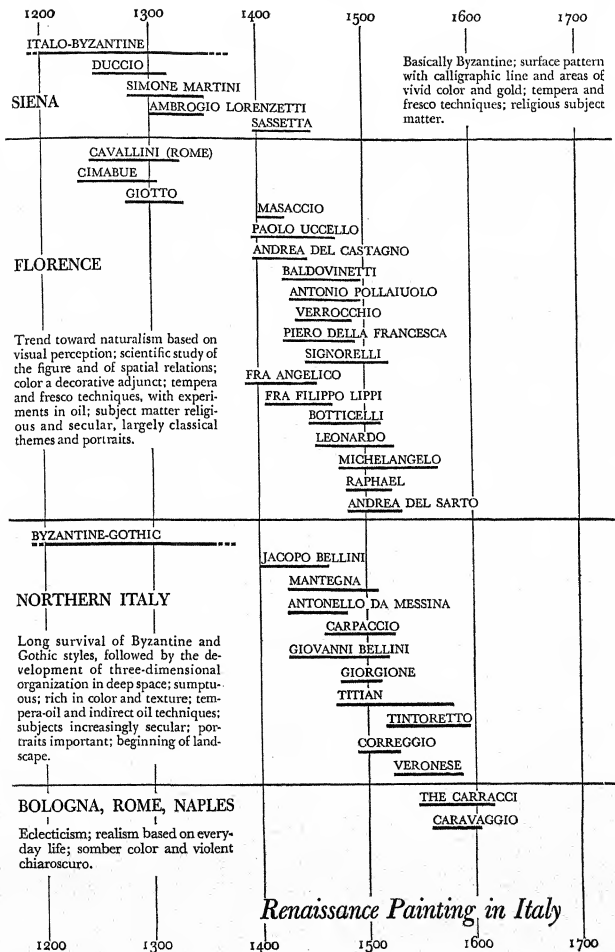 1200 1300 1400 1500 1600 1700
ITALO-BYZANTINE
DUCCIO
SIMONE MARTINI
SIENA
AMBROGIO LORENZETTI
SASSETTA
Basically Byzantine; surface pattern
with calligraphic line and areas of
vivid color and gold; tempera and
fresco techniques; religious subject
matter.
CAVALLINI (ROME)
CIMABUE
GIOTTO
MASACCIO
PAOLO UCCELLO
ANDREA DEL CASTAGNO
FLORENCE
BALDOVINETTI
ANTONIO POLLAIUOLO
VERROCCHIO
PIERO DELLA FRANCESCA
SIGNORELLI
FRA ANGELICO
FRA FILIPPO LIPPI
BOTTICELLI
LEONARDO
MICHELANGELO
RAPHAEL
ANDREA DEL SARTO
Trend toward naturalism based on
visual perception; scientific study of
the figure and of spatial relations;
color a decorative adjunct; tempera
and fresco techniques, with experi-
ments in oil; subject matter religi-
ous and secular, largely classical
themes and portraits.
BYZANTINE-GOTHIC
JACOPO BELLINI
MANTEGNA
NORTHERN ITALY
ANTONELLO DA MESSINA
CARPACCIO
GIOVANNI BELLINI
GIORGIONE
TITIAN
TINTORETTO
CORREGGIO
VERONESE
Long survival of Byzantine and
Gothic styles, followed by the de-
velopment of three-dimensional
organization in deep space; sumptu-
ous; rich in color and texture; tem-
pera-oil and indirect oil techniques;
subjects increasingly secular; por-
traits important; beginning of land-
scape.
BOLOGNA, ROME, NAPLES
THE CARRACCI
CARAVAGGIO
Eclecticism; realism based on every-
day life; somber color and violent
chiaroscuro.
Renaissance Painting in Italy
1200 1300 1400 1500 1600 1700